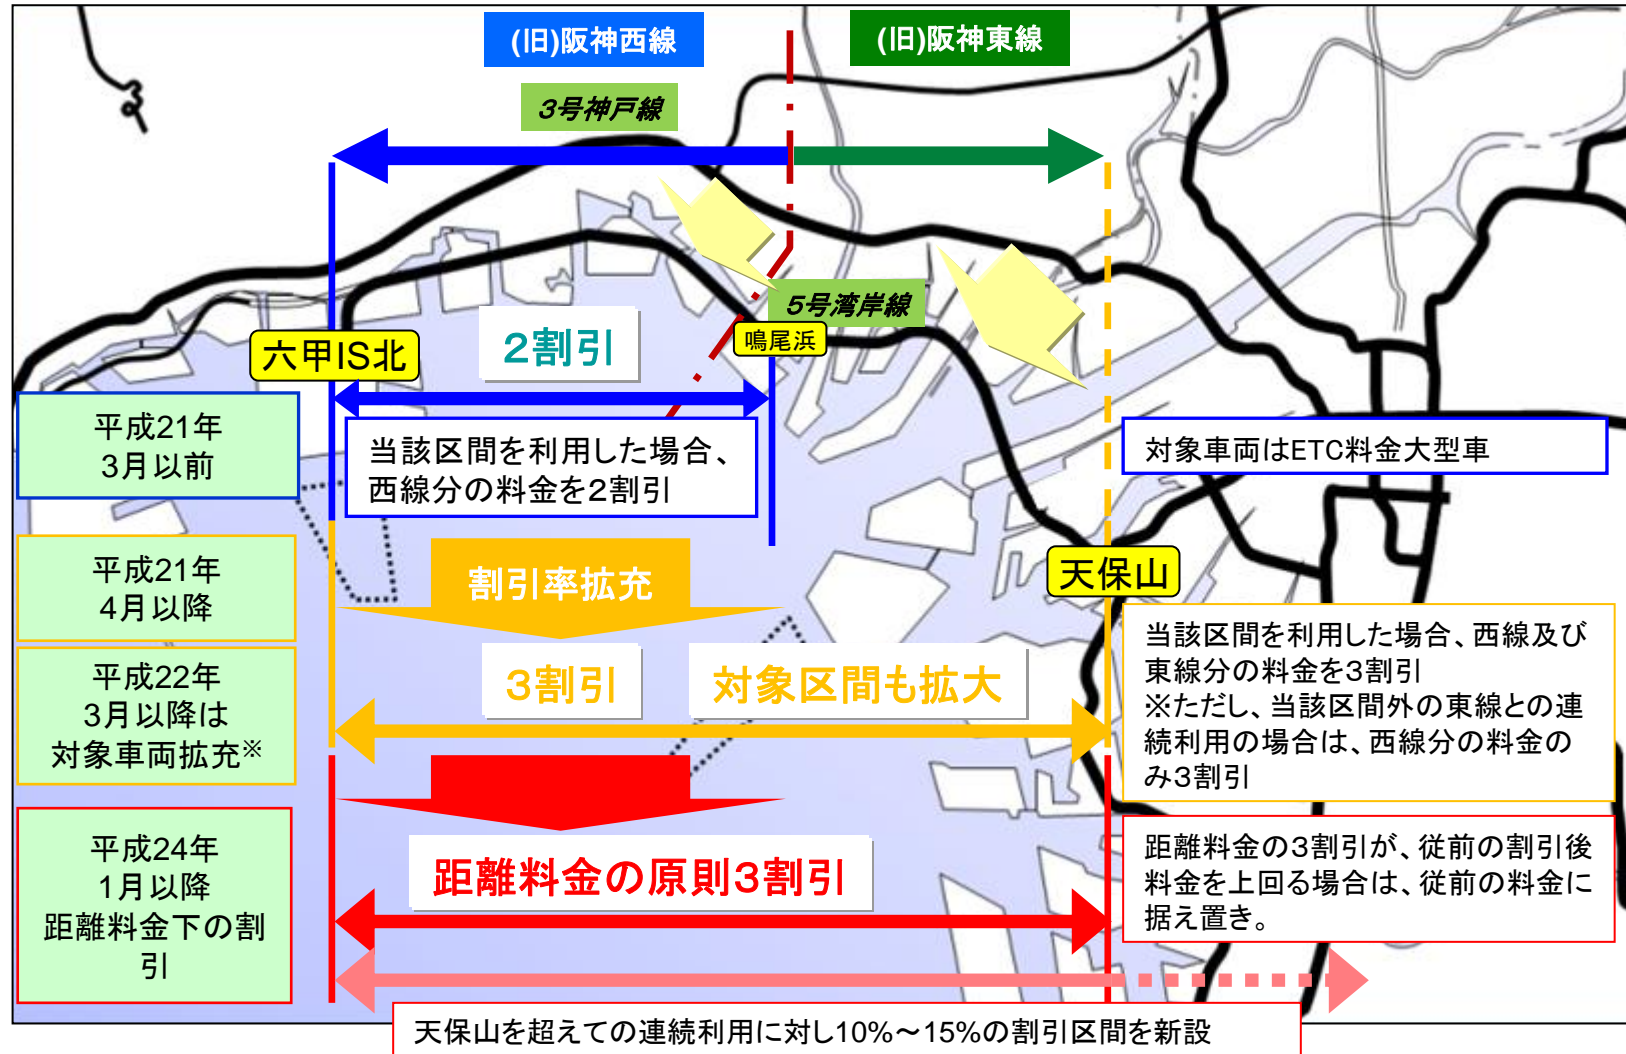 (旧)阪神西線
(旧)阪神東線
3号神戸線
5号湾岸線
六甲IS北
2割引
鳴尾浜
平成21年
3月以前
当該区間を利用した場合、
西線分の料金を2割引
対象車両はETC料金大型車
平成21年
4月以降
割引率拡充
天保山
平成22年
3月以降は
対象車両拡充※
3割引
対象区間も拡大
当該区間を利用した場合、西線及び
東線分の料金を3割引
※ただし、当該区間外の東線との連
続利用の場合は、西線分の料金の
み3割引
平成24年
1月以降
距離料金下の割
引
距離料金の原則3割引
距離料金の3割引が、従前の割引後
料金を上回る場合は、従前の料金に
据え置き。
天保山を超えての連続利用に対し10%～15%の割引区間を新設